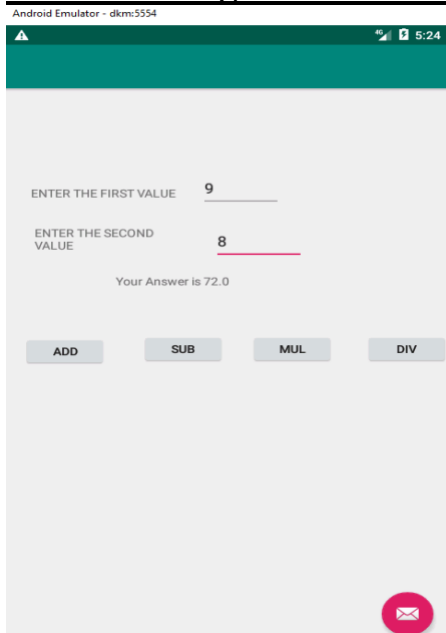 Android Emulator - dkm:5554
4G 5:24
ENTER THE FIRST VALUE 9
ENTER THE SECOND
VALUE 8
Your Answer is 72.0
ADD SUB MUL DIV